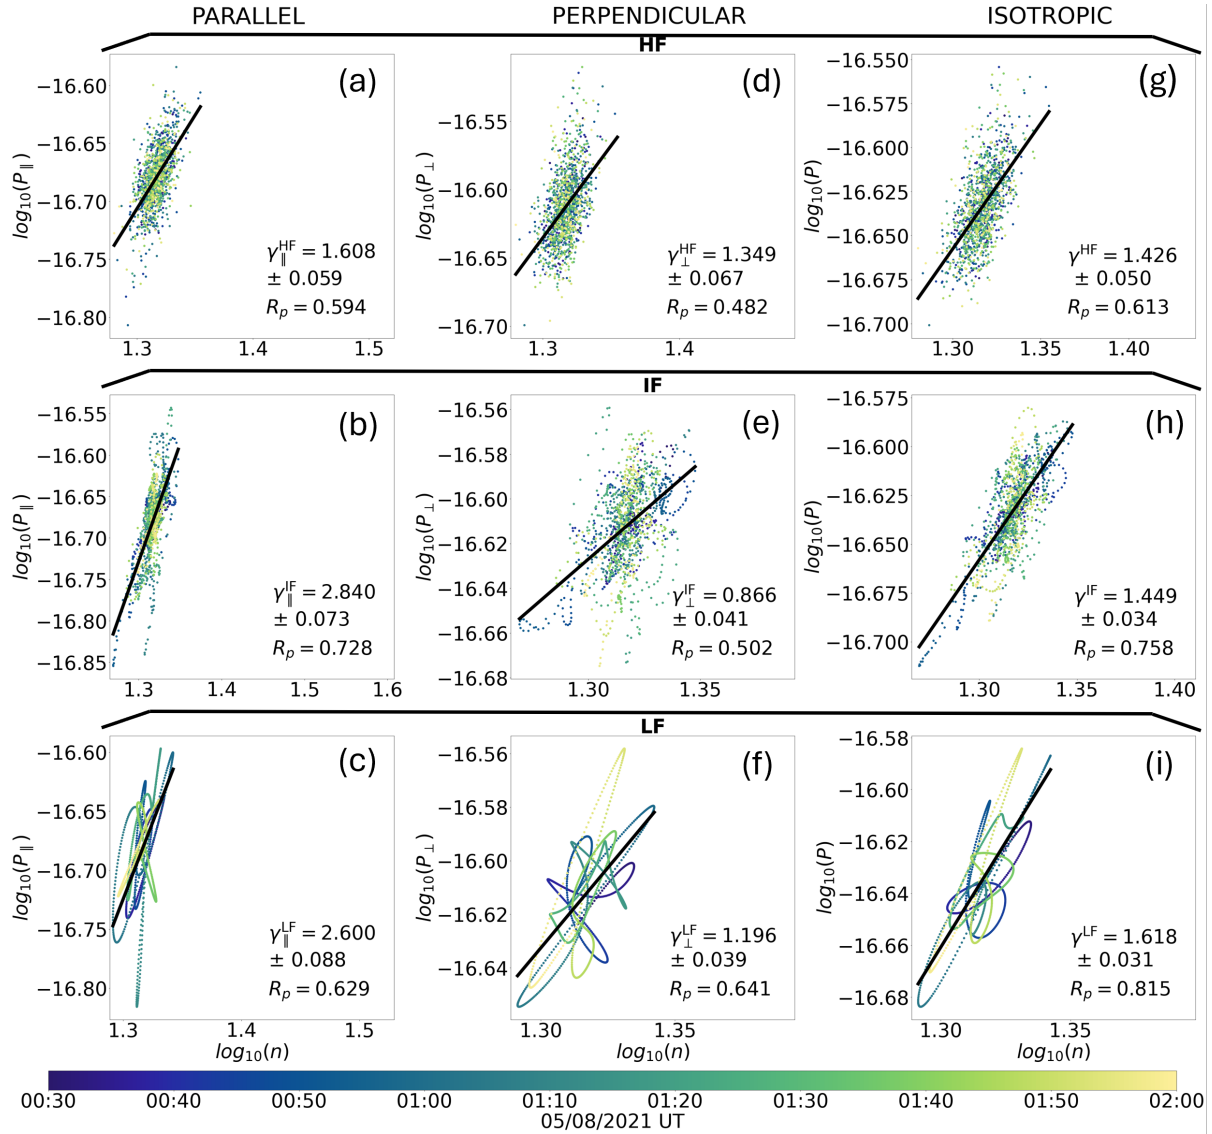 PARALLEL PERPENDICULAR ISOTROPIC
HF
(a)
−16.60
−16.65
−16.70
−16.75
−16.80
log₁₀(P∥)
γ∥^HF = 1.608
± 0.059
Rₚ = 0.594
1.3 1.4 1.5
(d)
−16.55
−16.60
−16.65
−16.70
log₁₀(P⊥)
γ⊥^HF = 1.349
± 0.067
Rₚ = 0.482
1.3 1.4
(g)
−16.550
−16.575
−16.600
−16.625
−16.650
−16.675
−16.700
log₁₀(P)
γ^HF = 1.426
± 0.050
Rₚ = 0.613
1.30 1.35 1.40
IF
(b)
−16.55
−16.60
−16.65
−16.70
−16.75
−16.80
−16.85
log₁₀(P∥)
γ∥^IF = 2.840
± 0.073
Rₚ = 0.728
1.3 1.4 1.5 1.6
(e)
−16.56
−16.58
−16.60
−16.62
−16.64
−16.66
−16.68
log₁₀(P⊥)
γ⊥^IF = 0.866
± 0.041
Rₚ = 0.502
1.30 1.35
(h)
−16.575
−16.600
−16.625
−16.650
−16.675
−16.700
log₁₀(P)
γ^IF = 1.449
± 0.034
Rₚ = 0.758
1.30 1.35 1.40
LF
(c)
−16.60
−16.65
−16.70
−16.75
−16.80
log₁₀(P∥)
γ∥^LF = 2.600
± 0.088
Rₚ = 0.629
1.3 1.4 1.5
log₁₀(n)
(f)
−16.56
−16.58
−16.60
−16.62
−16.64
log₁₀(P⊥)
γ⊥^LF = 1.196
± 0.039
Rₚ = 0.641
1.30 1.35
log₁₀(n)
(i)
−16.58
−16.60
−16.62
−16.64
−16.66
−16.68
log₁₀(P)
γ^LF = 1.618
± 0.031
Rₚ = 0.815
1.30 1.35
log₁₀(n)
00:30 00:40 00:50 01:00 01:10 01:20 01:30 01:40 01:50 02:00
05/08/2021 UT